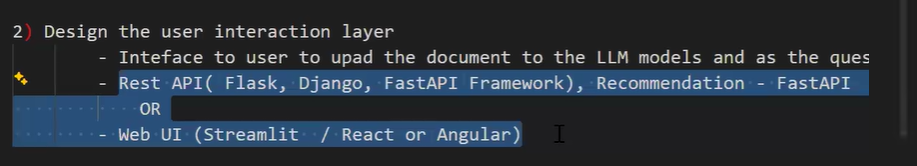 2) Design the user interaction layer
- Inteface to user to upad the document to the LLM models and as the ques
- Rest API( Flask, Django, FastAPI Framework), Recommendation - FastAPI
OR
- Web UI (Streamlit / React or Angular)